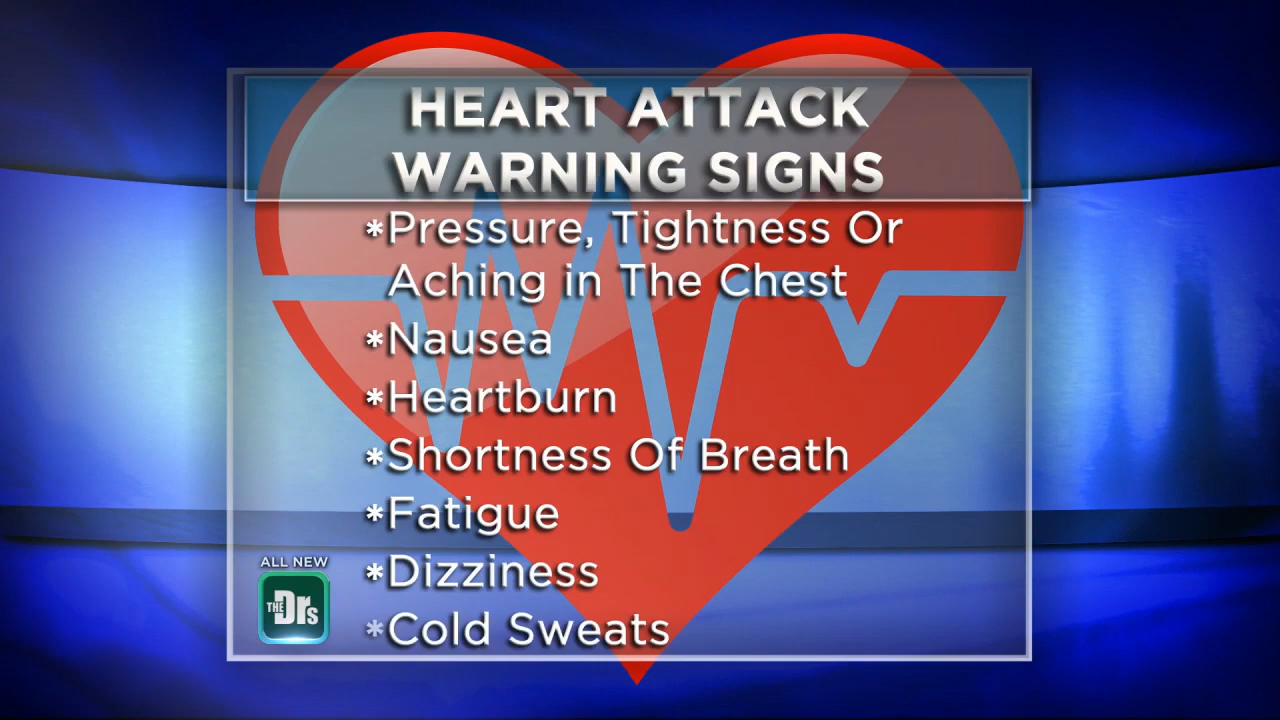 HEART ATTACK
WARNING SIGNS
*Pressure, Tightness Or
Aching in The Chest
*Nausea
*Heartburn
*Shortness Of Breath
*Fatigue
*Dizziness
*Cold Sweats
ALL NEW
THE Drs